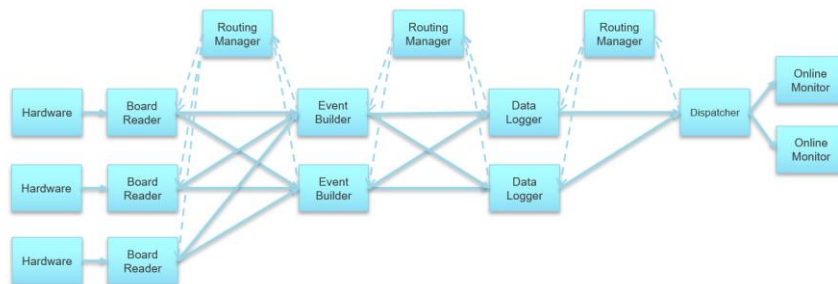 Routing
Manager
Routing
Manager
Routing
Manager
Hardware
Board
Reader
Event
Builder
Data
Logger
Dispatcher
Online
Monitor
Online
Monitor
Hardware
Board
Reader
Event
Builder
Data
Logger
Hardware
Board
Reader